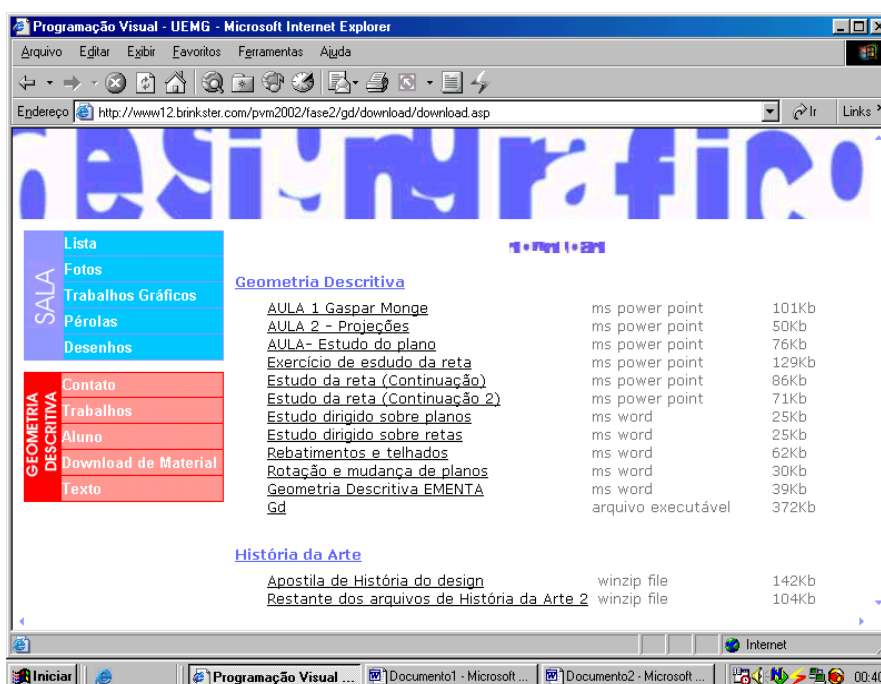 Programação Visual - UEMG - Microsoft Internet Explorer
Arquivo Editar Exibir Favoritos Ferramentas Ajuda
Endereço http://www12.brinkster.com/pvm2002/fase2/gd/download/download.asp Ir Links
designgrafico
download
SALA
Lista
Fotos
Trabalhos Gráficos
Pérolas
Desenhos
GEOMETRIA DESCRITIVA
Contato
Trabalhos
Aluno
Download de Material
Texto
Geometria Descritiva
AULA 1 Gaspar Monge ms power point 101Kb
AULA 2 - Projeções ms power point 50Kb
AULA- Estudo do plano ms power point 76Kb
Exercício de esdudo da reta ms power point 129Kb
Estudo da reta (Continuação) ms power point 86Kb
Estudo da reta (Continuação 2) ms power point 71Kb
Estudo dirigido sobre planos ms word 25Kb
Estudo dirigido sobre retas ms word 25Kb
Rebatimentos e telhados ms word 62Kb
Rotação e mudança de planos ms word 30Kb
Geometria Descritiva EMENTA ms word 39Kb
Gd arquivo executável 372Kb
História da Arte
Apostila de História do design winzip file 142Kb
Restante dos arquivos de História da Arte 2 winzip file 104Kb
Internet
Iniciar Programação Visual ... Documento1 - Microsoft ... Documento2 - Microsoft ... 00:40